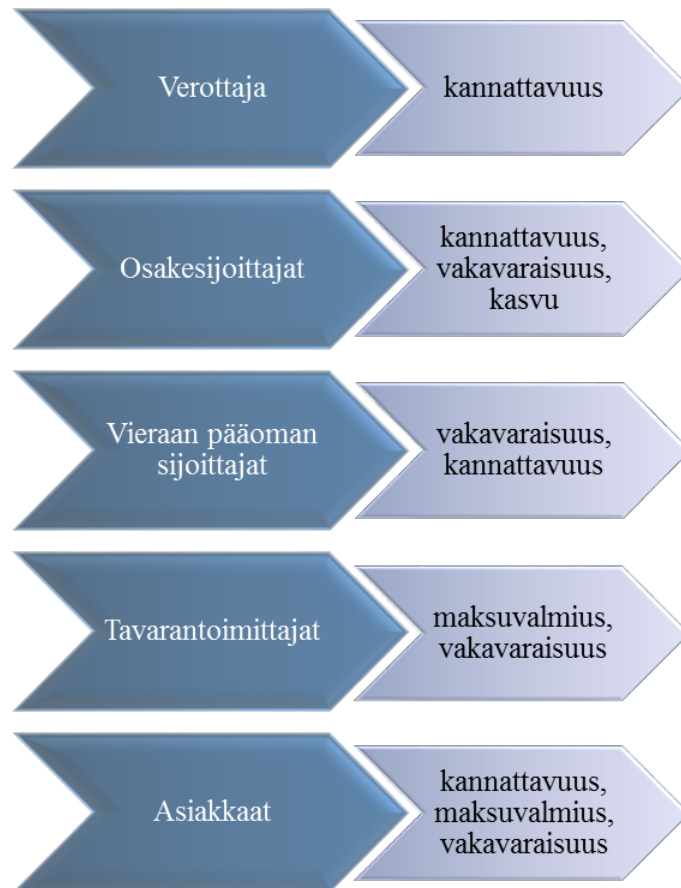 Verottaja
kannattavuus
Osakesijoittajat
kannattavuus,
vakavaraisuus,
kasvu
Vieraan pääoman
sijoittajat
vakavaraisuus,
kannattavuus
Tavarantoimittajat
maksuvalmius,
vakavaraisuus
Asiakkaat
kannattavuus,
maksuvalmius,
vakavaraisuus